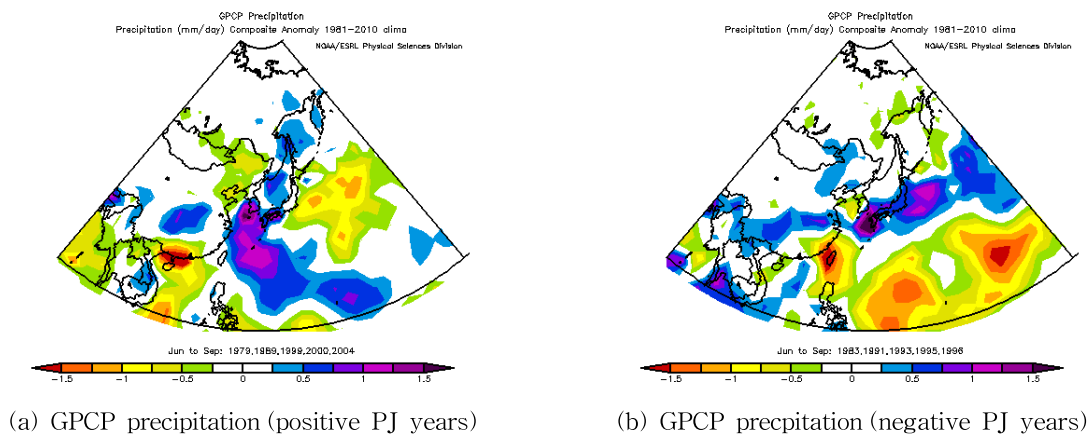 GPCP Precipitation
Precipitation (mm/day) Composite Anomaly 1981-2010 clima
NOAA/ESRL Physical Sciences Division
Jun to Sep: 1979,1989,1999,2000,2004
-1.5 -1 -0.5 0 0.5 1 1.5
(a) GPCP precipitation (positive PJ years)
GPCP Precipitation
Precipitation (mm/day) Composite Anomaly 1981-2010 clima
NOAA/ESRL Physical Sciences Division
Jun to Sep: 1983,1991,1993,1995,1996
-1.5 -1 -0.5 0 0.5 1 1.5
(b) GPCP precpitation (negative PJ years)